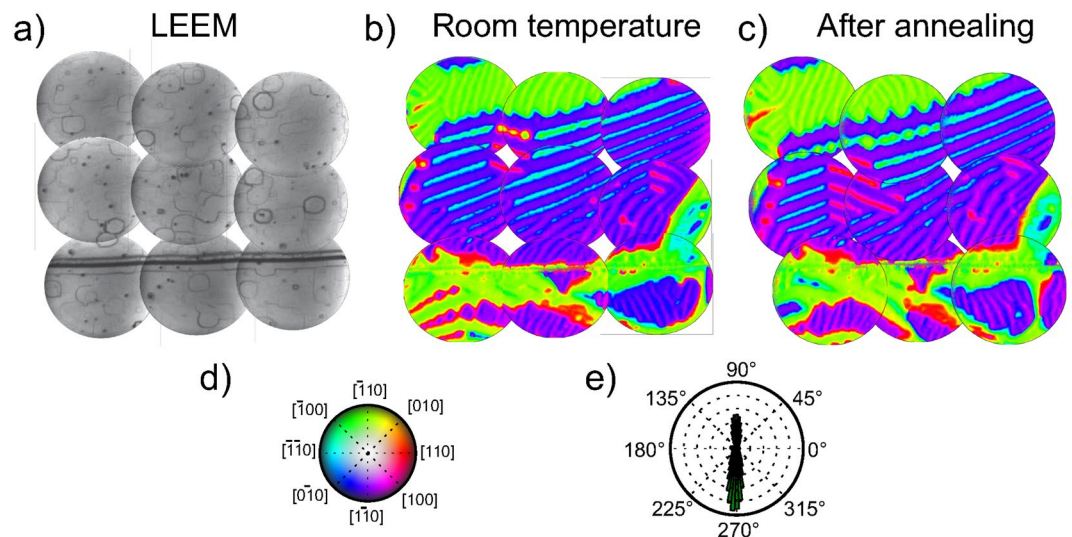 a) LEEM
b) Room temperature
c) After annealing
d)
[1̄10]
[1̄00] [010]
[1̄1̄0] [110]
[01̄0] [100]
[11̄0]
e)
90°
135° 45°
180° 0°
225° 315°
270°